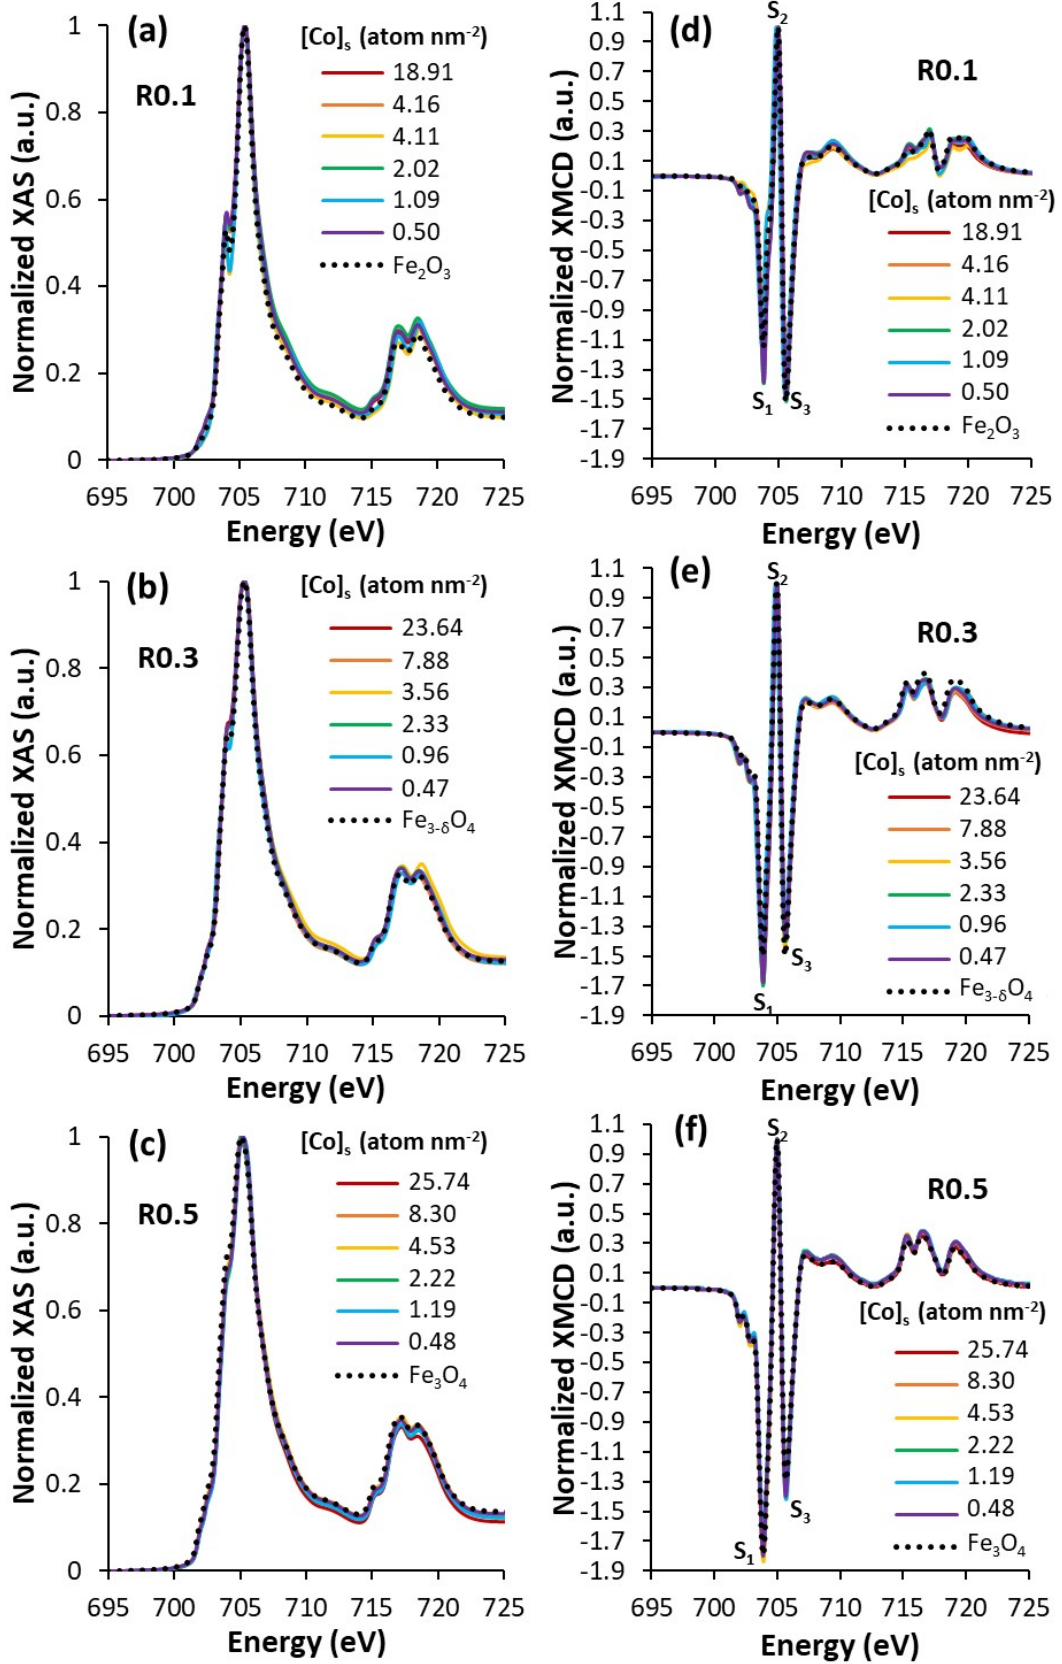 (a)
R0.1
[Co]s (atom nm-2)
18.91
4.16
4.11
2.02
1.09
0.50
Fe2O3
Normalized XAS (a.u.)
1
0.8
0.6
0.4
0.2
0
695 700 705 710 715 720 725
Energy (eV)
(d)
S2
R0.1
[Co]s (atom nm-2)
18.91
4.16
4.11
2.02
1.09
0.50
Fe2O3
S1 S3
Normalized XMCD (a.u.)
1.1
0.9
0.7
0.5
0.3
0.1
-0.1
-0.3
-0.5
-0.7
-0.9
-1.1
-1.3
-1.5
-1.7
-1.9
695 700 705 710 715 720 725
Energy (eV)
(b)
R0.3
[Co]s (atom nm-2)
23.64
7.88
3.56
2.33
0.96
0.47
Fe3-δO4
Normalized XAS (a.u.)
1
0.8
0.6
0.4
0.2
0
695 700 705 710 715 720 725
Energy (eV)
(e)
S2
R0.3
[Co]s (atom nm-2)
23.64
7.88
3.56
2.33
0.96
0.47
Fe3-δO4
S3
S1
Normalized XMCD (a.u.)
1.1
0.9
0.7
0.5
0.3
0.1
-0.1
-0.3
-0.5
-0.7
-0.9
-1.1
-1.3
-1.5
-1.7
-1.9
695 700 705 710 715 720 725
Energy (eV)
(c)
R0.5
[Co]s (atom nm-2)
25.74
8.30
4.53
2.22
1.19
0.48
Fe3O4
Normalized XAS (a.u.)
1
0.8
0.6
0.4
0.2
0
695 700 705 710 715 720 725
Energy (eV)
(f)
S2
R0.5
[Co]s (atom nm-2)
25.74
8.30
4.53
2.22
1.19
0.48
Fe3O4
S3
S1
Normalized XMCD (a.u.)
1.1
0.9
0.7
0.5
0.3
0.1
-0.1
-0.3
-0.5
-0.7
-0.9
-1.1
-1.3
-1.5
-1.7
-1.9
695 700 705 710 715 720 725
Energy (eV)